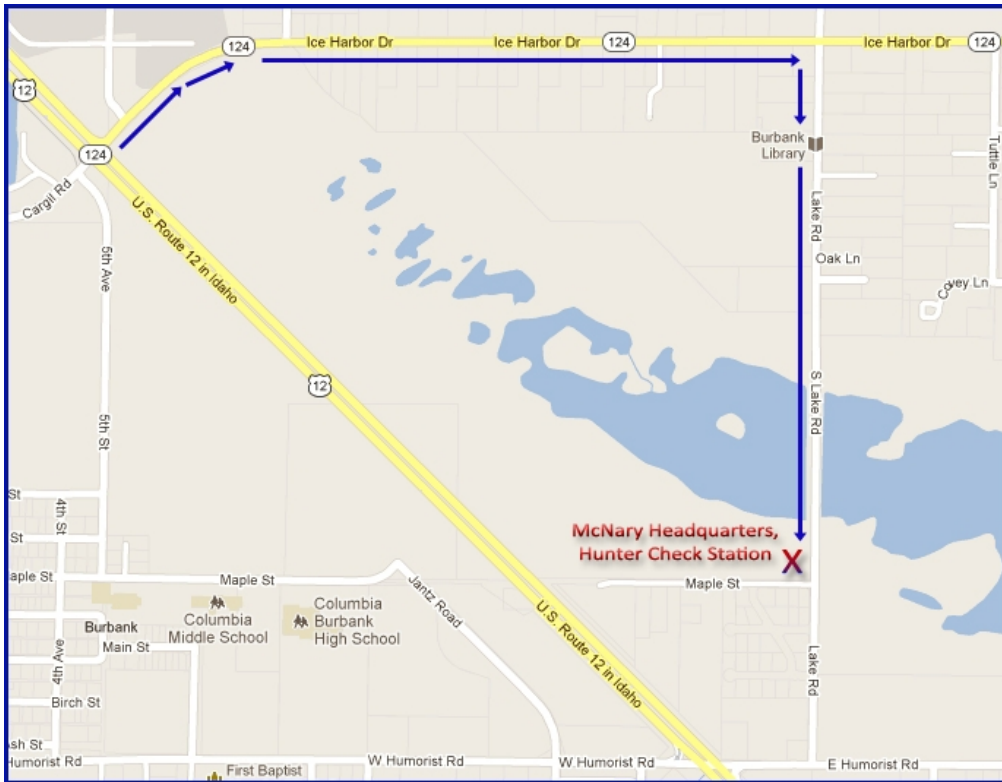 124
Ice Harbor Dr
Ice Harbor Dr
124
Ice Harbor Dr
124
12
124
Burbank
Library
Tuttle Ln
Cargil Rd
Lake Rd
U.S. Route 12 in Idaho
5th Ave
Oak Ln
Covey Ln
12
S Lake Rd
5th St
St
4th St
St
McNary Headquarters,
Hunter Check Station
X
aple St
Maple St
Maple St
Jantz Road
Columbia
Middle School
Columbia
Burbank
High School
U.S. Route 12 in Idaho
Burbank
Main St
4th Ave
Lake Rd
Birch St
sh St
Humorist Rd
W Humorist Rd
W Humorist Rd
E Humorist Rd
First Baptist